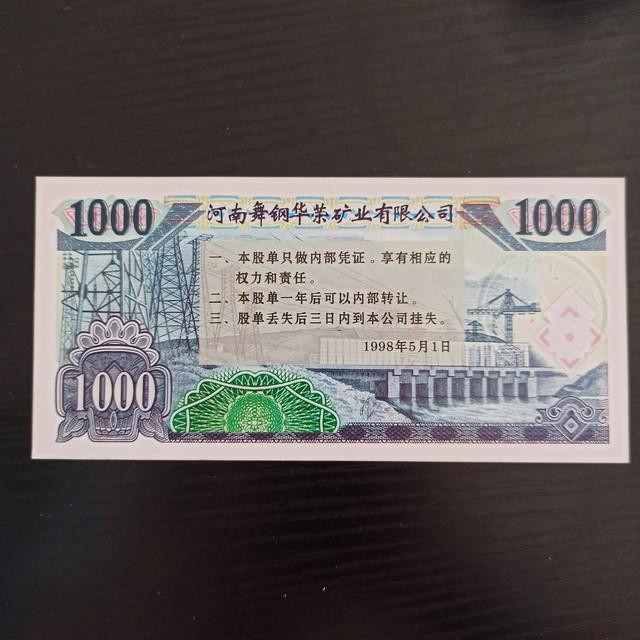 1000 河南舞钢华荣矿业有限公司 1000
一、本股单只做内部凭证。享有相应的
权力和责任。
二、本股单一年后可以内部转让。
三、股单丢失后三日内到本公司挂失。
1998年5月1日
1000